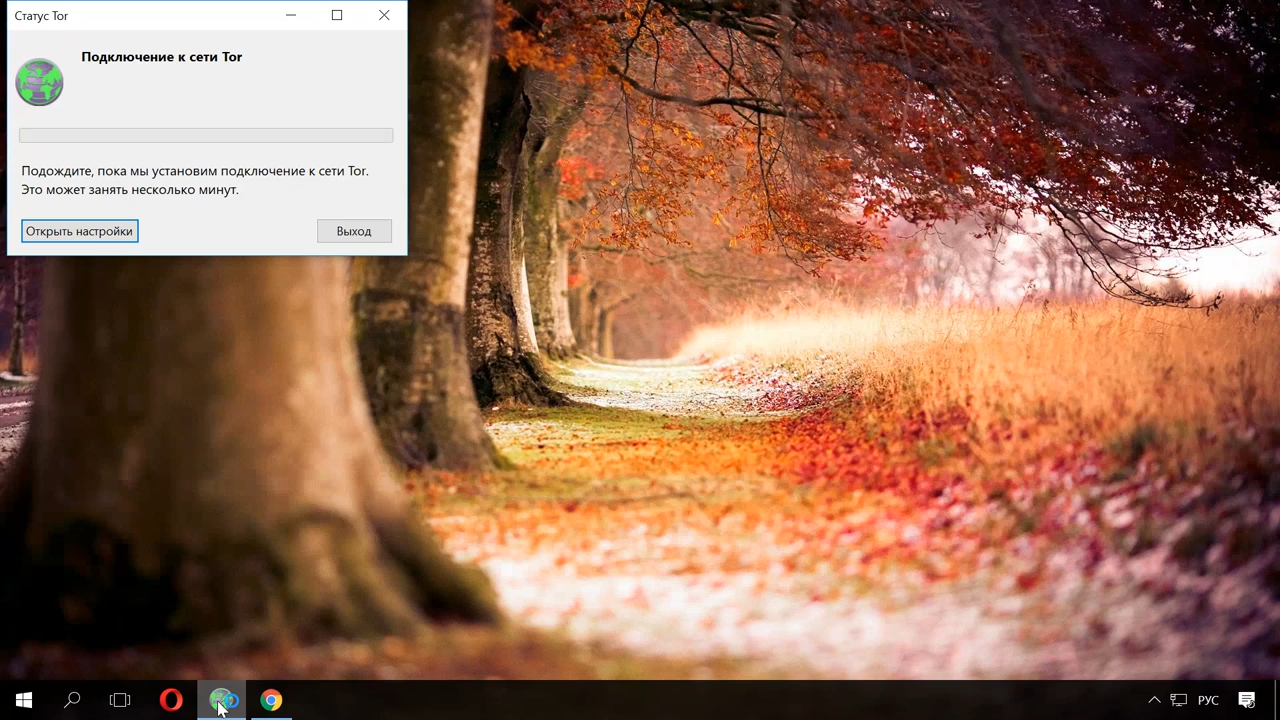 Статус Tor
Подключение к сети Tor
Подождите, пока мы установим подключение к сети Tor.
Это может занять несколько минут.
Открыть настройки
Выход
РУС